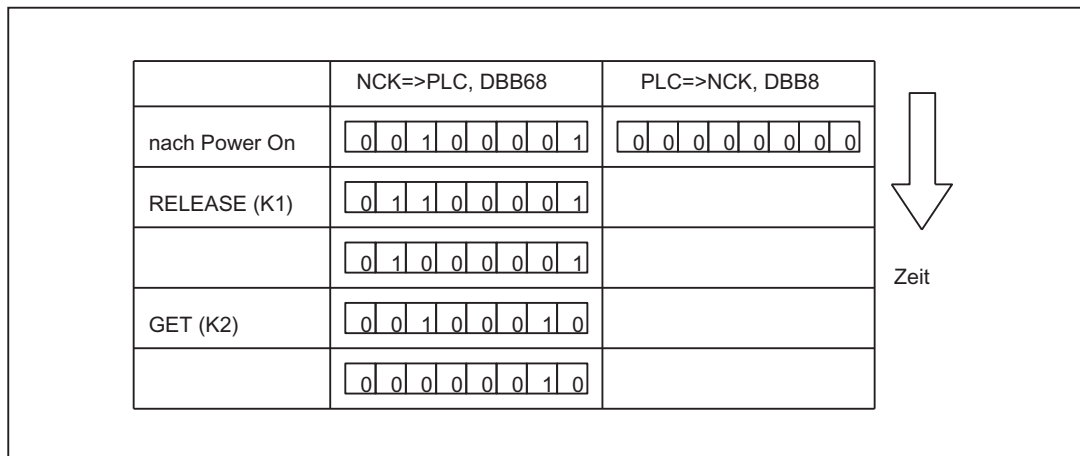 NCK=>PLC, DBB68 PLC=>NCK, DBB8
nach Power On 0 0 1 0 0 0 0 1 0 0 0 0 0 0 0 0
RELEASE (K1) 0 1 1 0 0 0 0 1
0 1 0 0 0 0 0 1
Zeit
GET (K2) 0 0 1 0 0 0 1 0
0 0 0 0 0 0 1 0